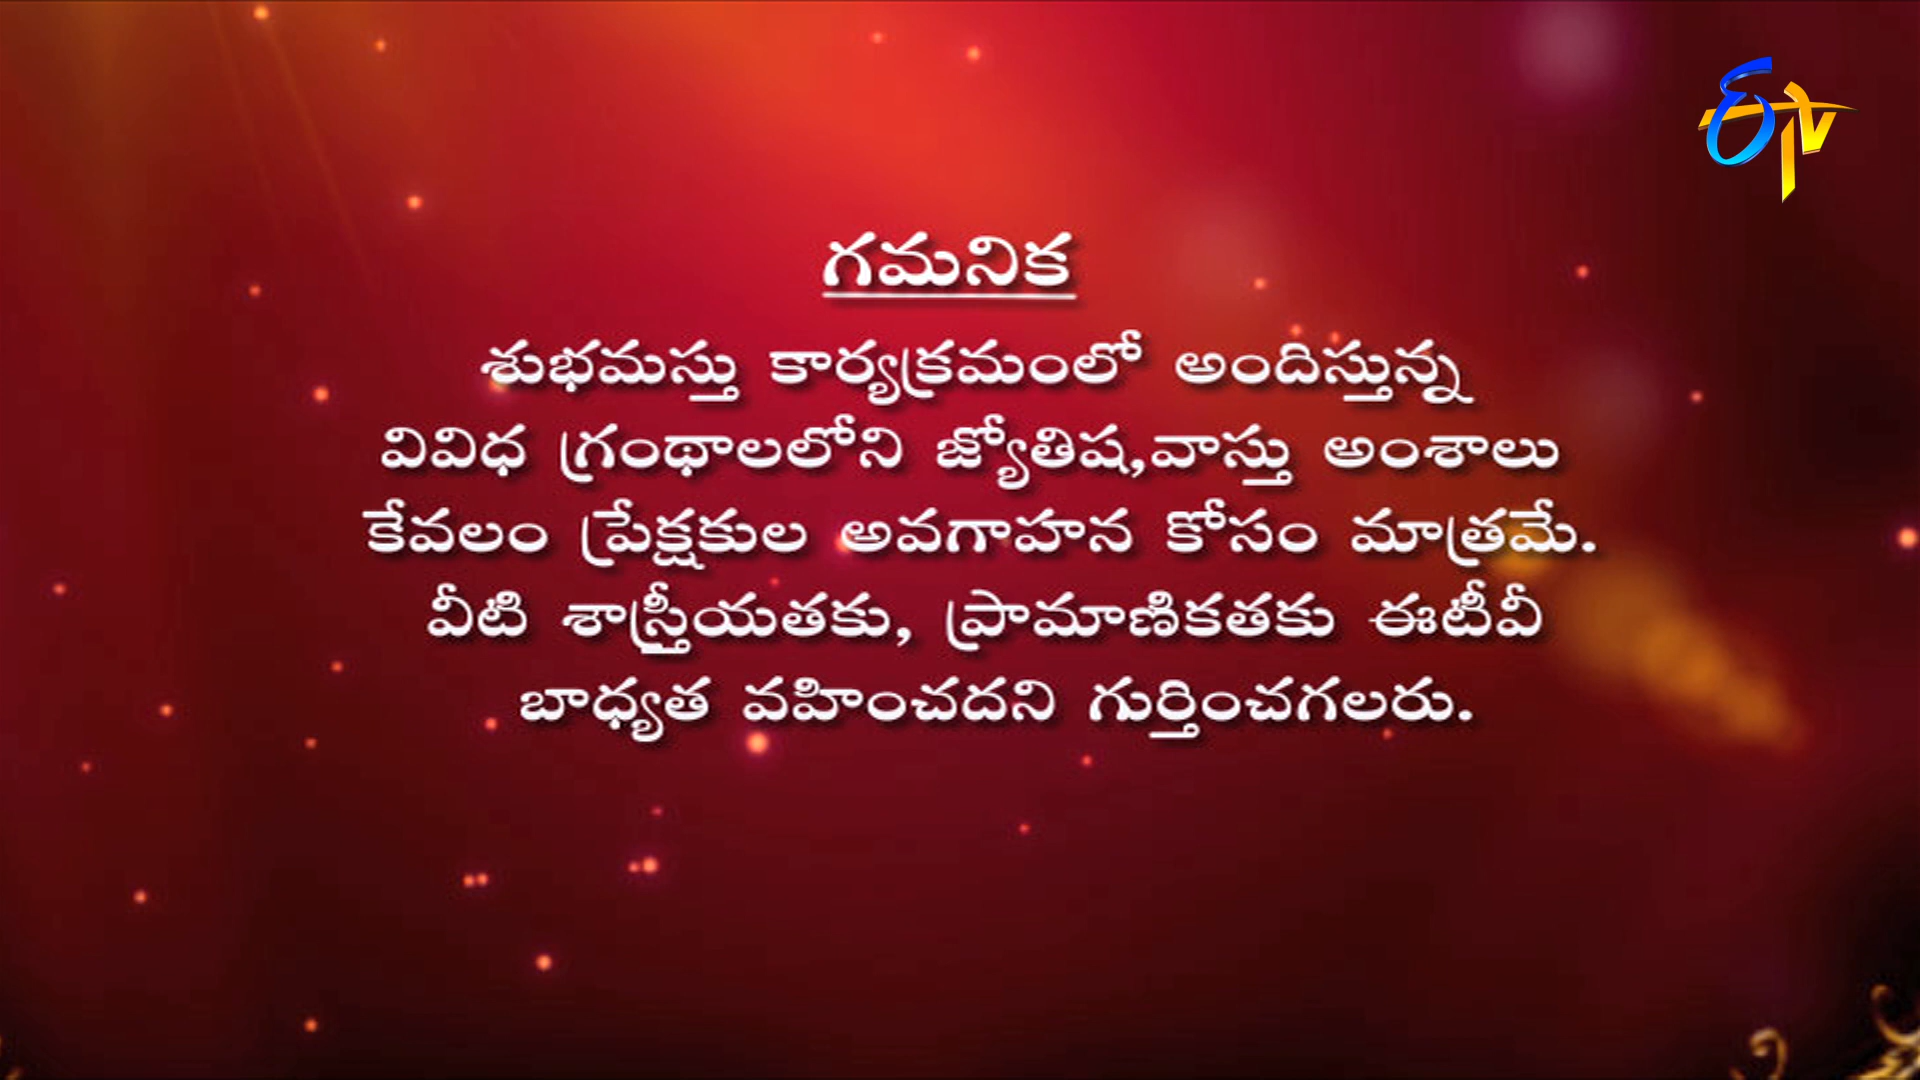 ETV
గమనిక
శుభమస్తు కార్యక్రమంలో అందిస్తున్న
వివిధ గ్రంథాలలోని జ్యోతిష,వాస్తు అంశాలు
కేవలం ప్రేక్షకుల అవగాహన కోసం మాత్రమే.
వీటి శాస్త్రీయతకు, ప్రామాణికతకు ఈటీవీ
బాధ్యత వహించదని గుర్తించగలరు.